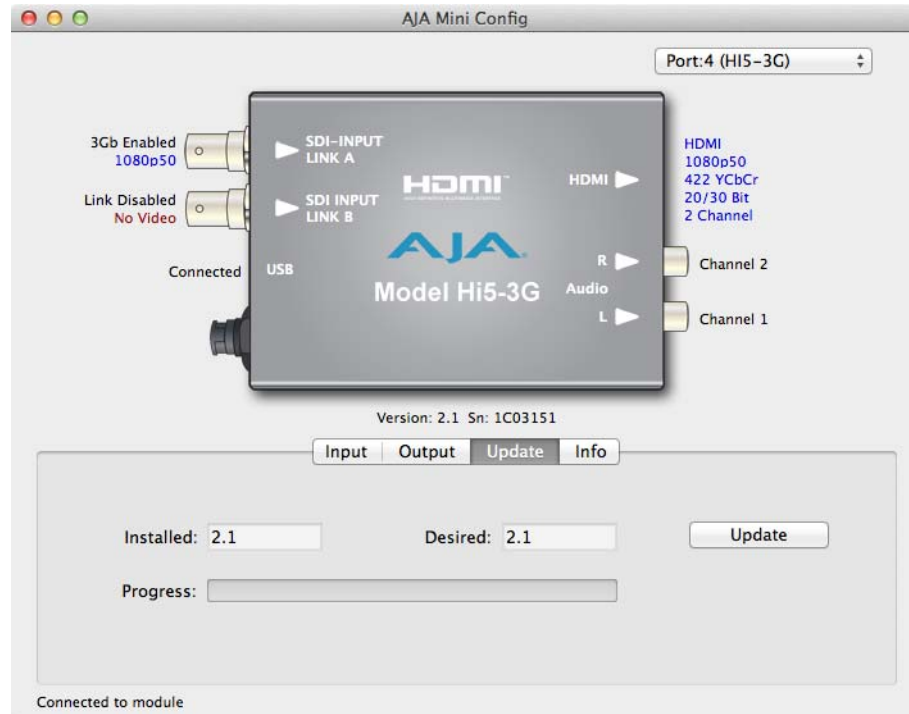 AJA Mini Config
Port:4 (HI5-3G)
3Gb Enabled
1080p50
Link Disabled
No Video
Connected
SDI-INPUT
LINK A
SDI INPUT
LINK B
USB
HDMI
AJA
Model Hi5-3G
HDMI
R
Audio
L
HDMI
1080p50
422 YCbCr
20/30 Bit
2 Channel
Channel 2
Channel 1
Version: 2.1 Sn: 1C03151
Input Output Update Info
Installed: 2.1 Desired: 2.1 Update
Progress:
Connected to module